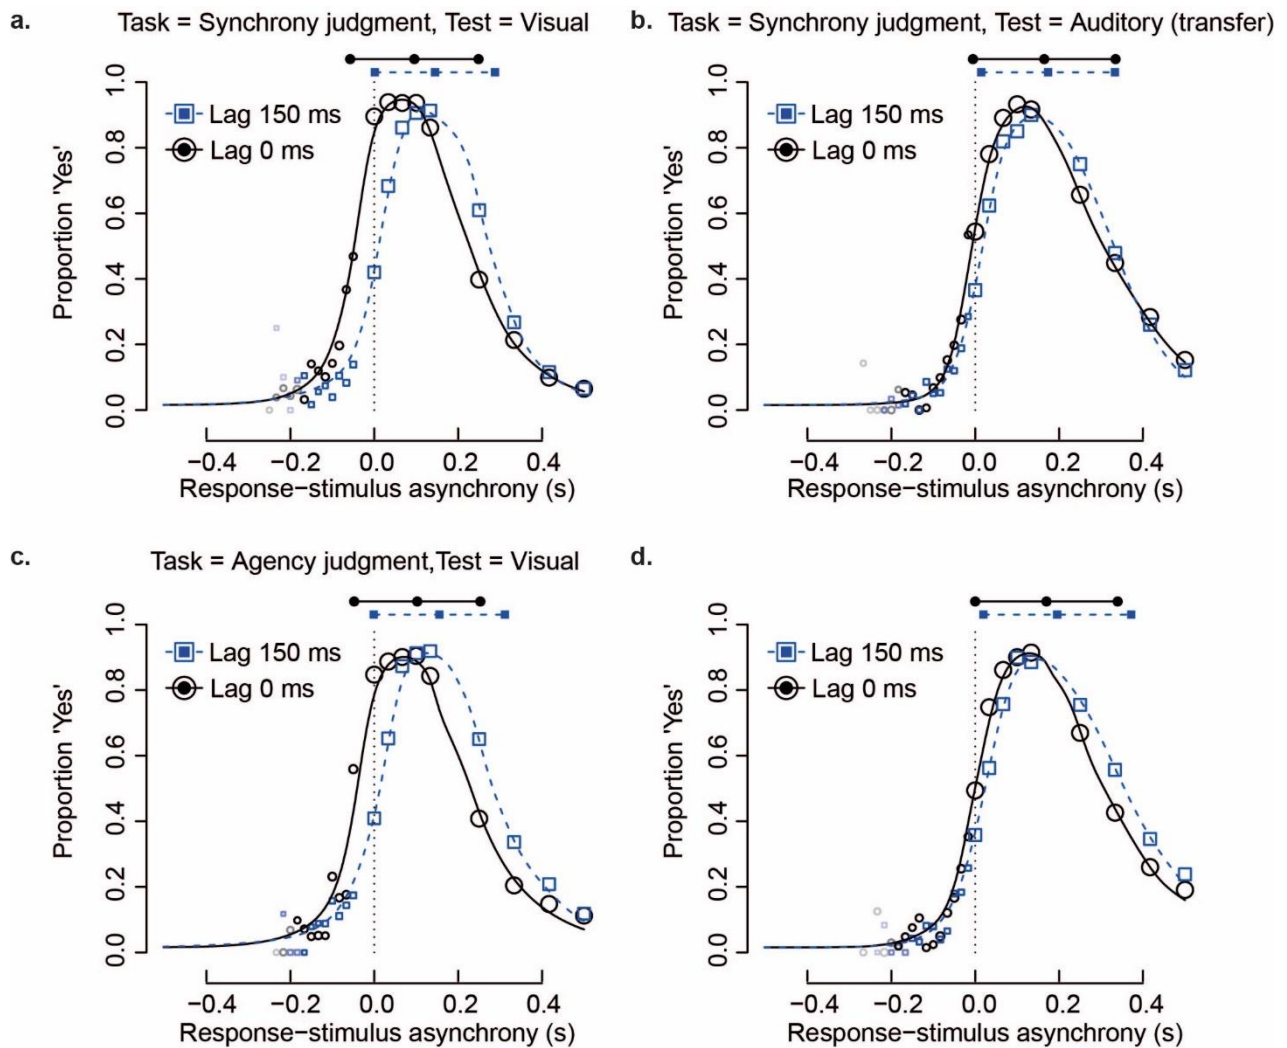 a.
Task = Synchrony judgment, Test = Visual
Lag 150 ms
Lag 0 ms
Proportion 'Yes'
1.0
0.8
0.6
0.4
0.2
0.0
−0.4 −0.2 0.0 0.2 0.4
Response−stimulus asynchrony (s)
b.
Task = Synchrony judgment, Test = Auditory (transfer)
Lag 150 ms
Lag 0 ms
Proportion 'Yes'
1.0
0.8
0.6
0.4
0.2
0.0
−0.4 −0.2 0.0 0.2 0.4
Response−stimulus asynchrony (s)
c.
Task = Agency judgment,Test = Visual
Lag 150 ms
Lag 0 ms
Proportion 'Yes'
1.0
0.8
0.6
0.4
0.2
0.0
−0.4 −0.2 0.0 0.2 0.4
Response−stimulus asynchrony (s)
d.
Lag 150 ms
Lag 0 ms
Proportion 'Yes'
1.0
0.8
0.6
0.4
0.2
0.0
−0.4 −0.2 0.0 0.2 0.4
Response−stimulus asynchrony (s)